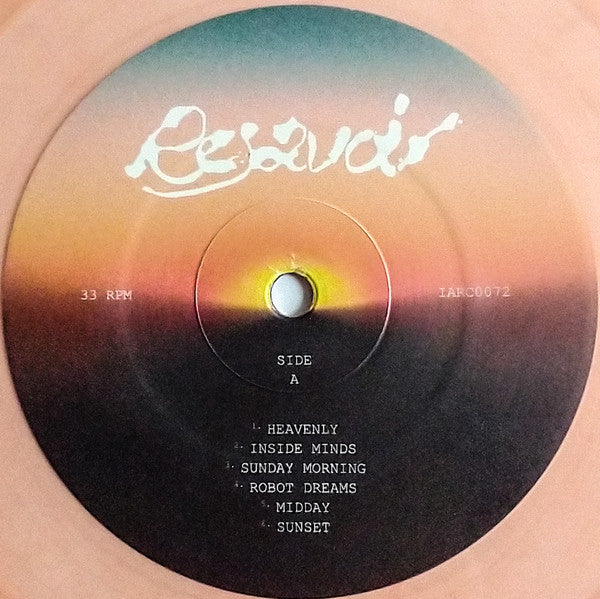 Resavoir
33 RPM
IARC0072
SIDE
A
1. HEAVENLY
2. INSIDE MINDS
3. SUNDAY MORNING
4. ROBOT DREAMS
5. MIDDAY
6. SUNSET